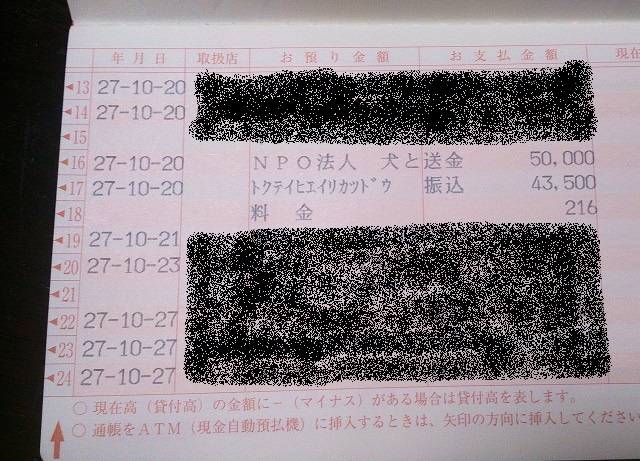 年月日 取扱店 お預り金額 お支払金額 現在
◀13 27-10-20
◀14 27-10-20
◀15
◀16 27-10-20 NPO法人 犬と送金 50,000
◀17 27-10-20 トクテイヒエイリカツドウ 振込 43,500
◀18 料 金 216
◀19 27-10-21
◀20 27-10-23
◀21
◀22 27-10-27
◀23 27-10-27
◀24 27-10-27
○ 現在高（貸付高）の金額に－（マイナス）がある場合は貸付高を表します。
○ 通帳をATM（現金自動預払機）に挿入するときは、矢印の方向に挿入してください